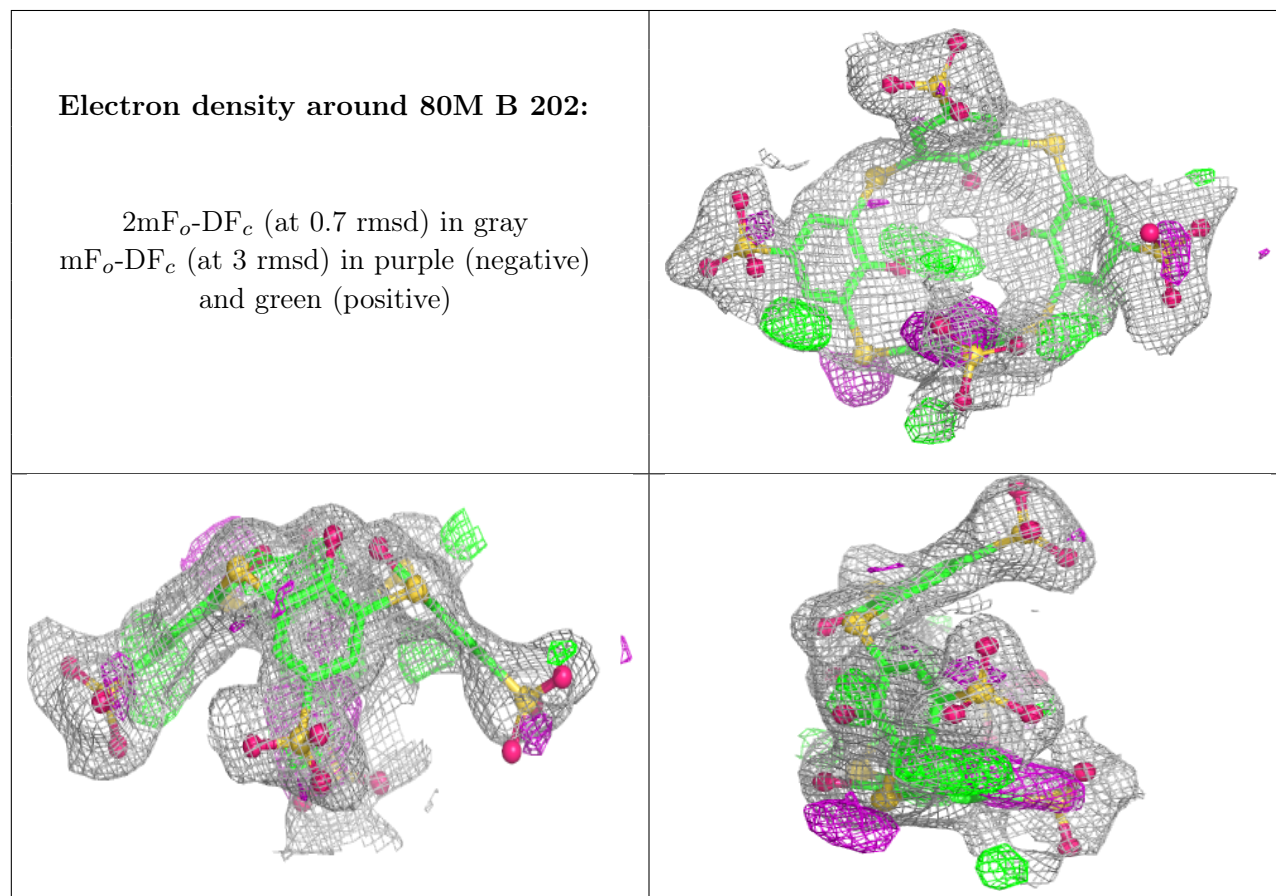 Electron density around 80M B 202:
2mFo-DFc (at 0.7 rmsd) in gray
mFo-DFc (at 3 rmsd) in purple (negative)
and green (positive)